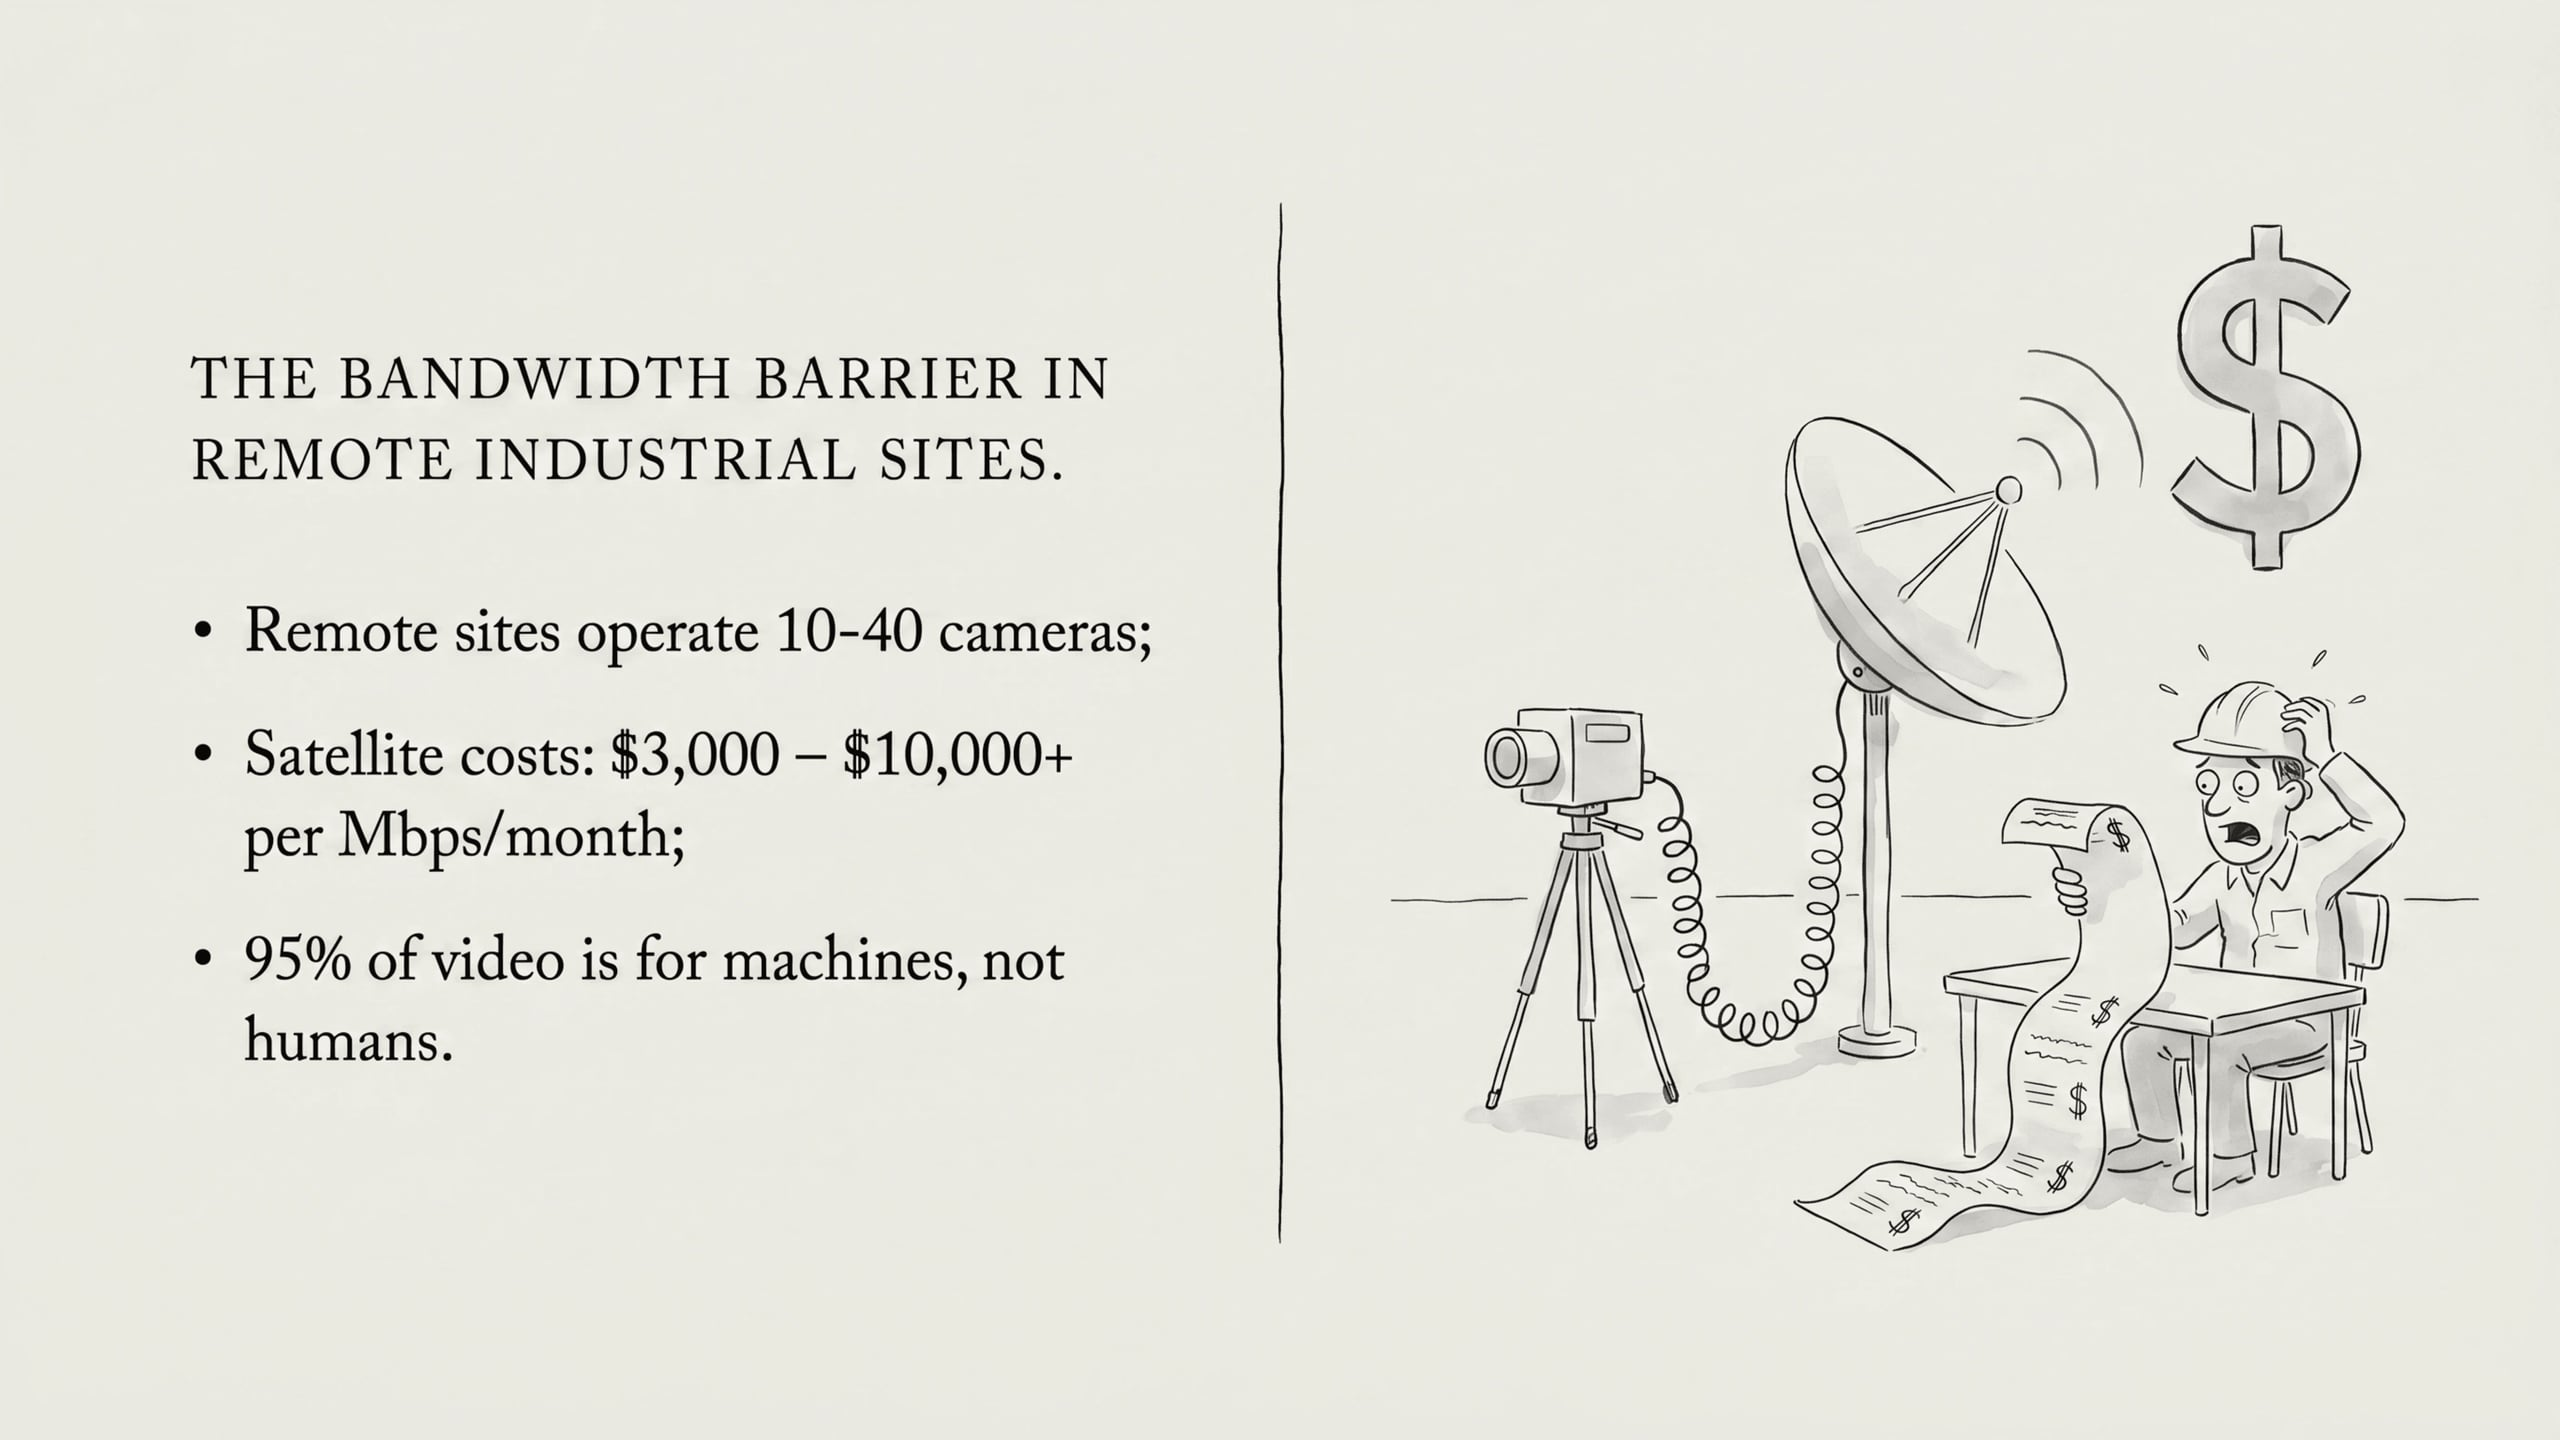 THE BANDWIDTH BARRIER IN
REMOTE INDUSTRIAL SITES.
• Remote sites operate 10-40 cameras;
• Satellite costs: $3,000 – $10,000+
per Mbps/month;
• 95% of video is for machines, not
humans.
$
$
$
$
$
$